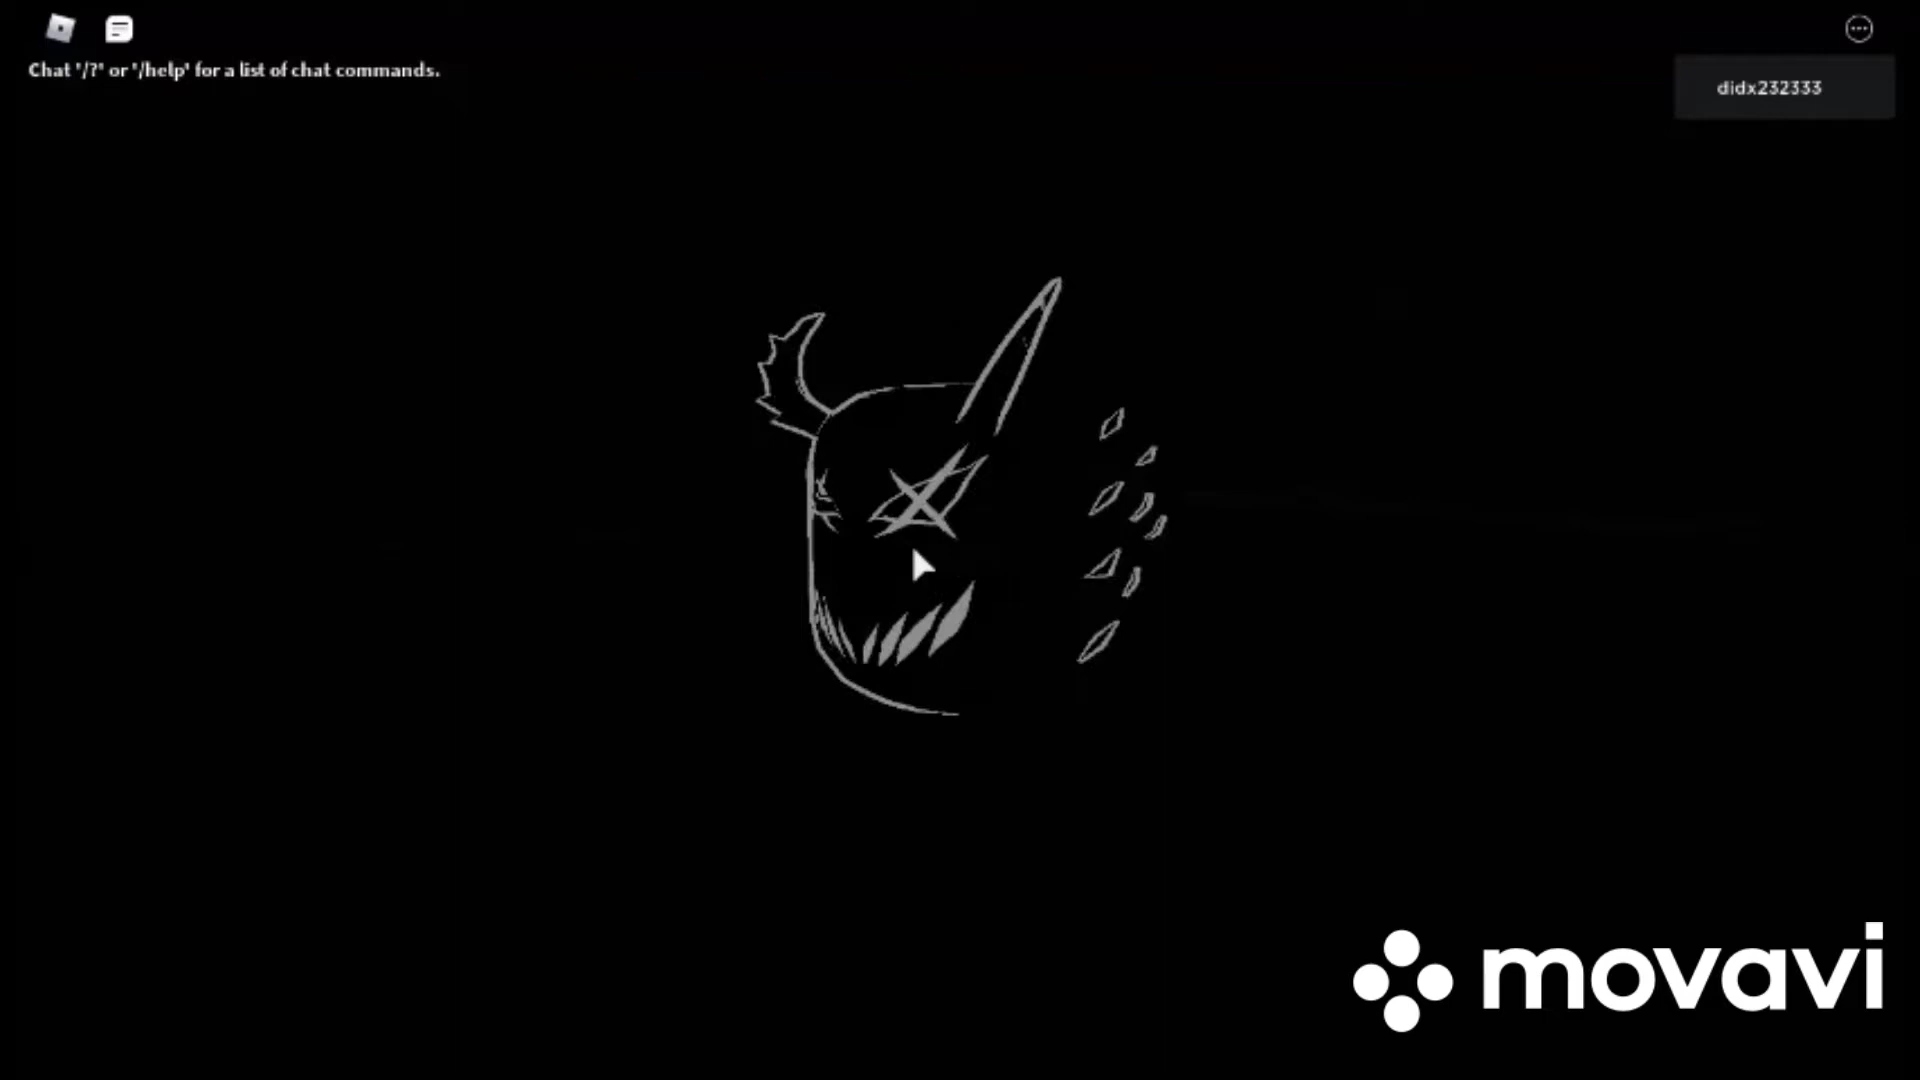 Chat '/?' or '/help' for a list of chat commands.
didx232333
movavi